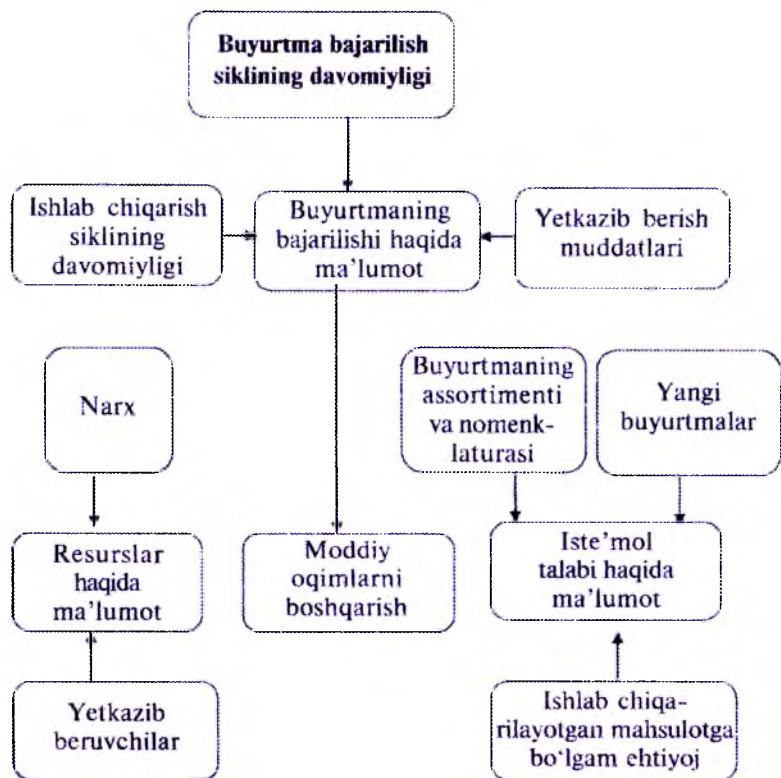 Buyurtma bajarilish
siklining davomiyligi
Ishlab chiqarish
siklining
davomiyligi
Buyurtmaning
bajarilishi haqida
ma'lumot
Yetkazib berish
muddatlari
Narx
Buyurtmaning
assortimenti
va nomenk-
laturasi
Yangi
buyurtmalar
Resurslar
haqida
ma'lumot
Moddiy
oqimlarni
boshqarish
Iste'mol
talabi haqida
ma'lumot
Yetkazib
beruvchilar
Ishlab chiqa-
rilayotgan mahsulotga
bo'lgam ehtiyoj